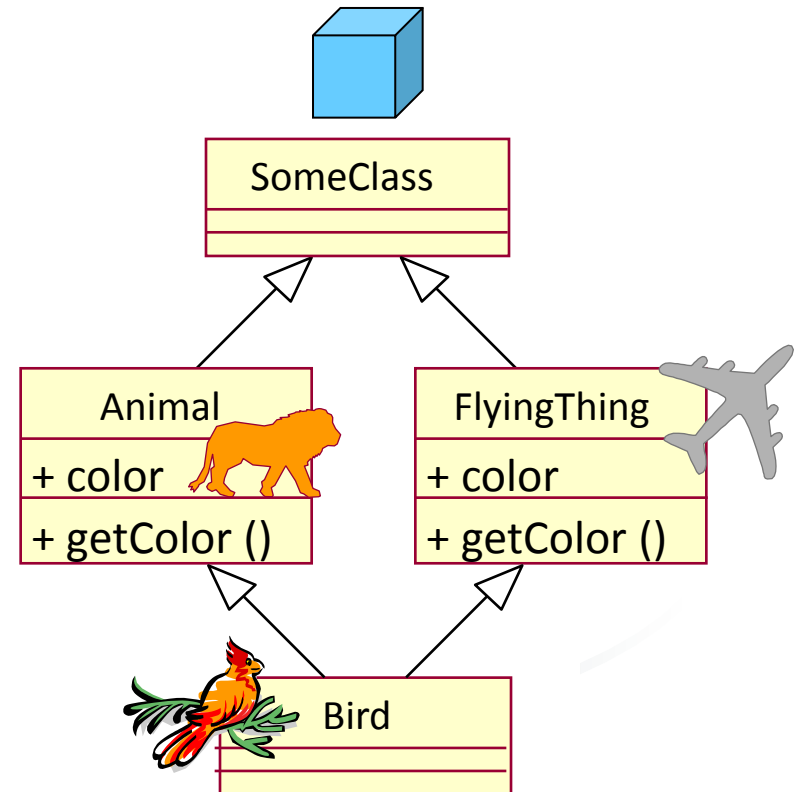 SomeClass
Animal
+ color
+ getColor ()
FlyingThing
+ color
+ getColor ()
Bird